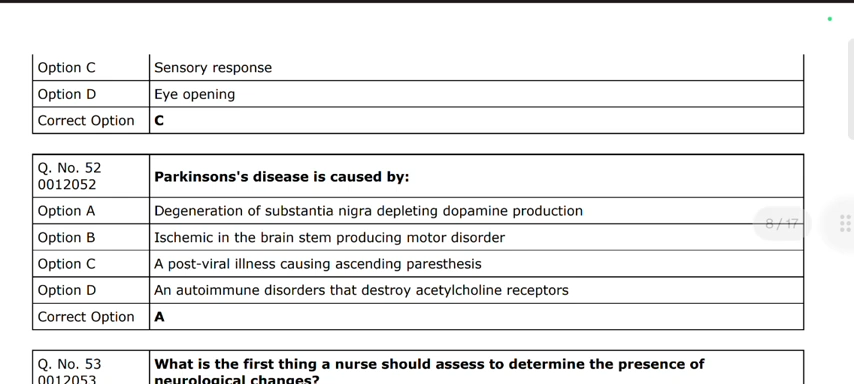 Option C Sensory response
Option D Eye opening
Correct Option C
Q. No. 52
0012052
Parkinsons's disease is caused by:
Option A Degeneration of substantia nigra depleting dopamine production
8/17
Option B Ischemic in the brain stem producing motor disorder
Option C A post-viral illness causing ascending paresthesis
Option D An autoimmune disorders that destroy acetylcholine receptors
Correct Option A
Q. No. 53
0012053
What is the first thing a nurse should assess to determine the presence of
neurological changes?